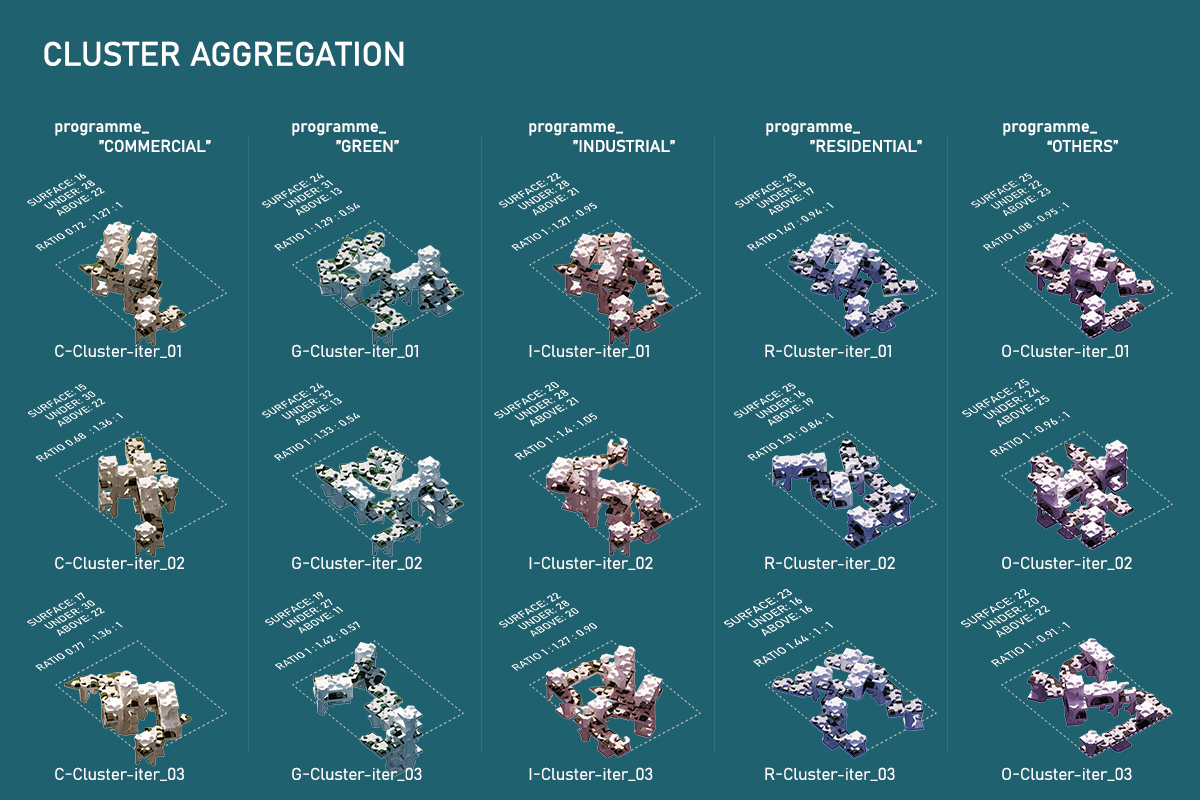 CLUSTER AGGREGATION
programme_
"COMMERCIAL"
programme_
"GREEN"
programme_
"INDUSTRIAL"
programme_
"RESIDENTIAL"
programme_
"OTHERS"
SURFACE: 16
UNDER: 28
ABOVE: 22
RATIO 0.72 : 1.27 : 1
C-Cluster-iter_01
SURFACE: 24
UNDER: 31
ABOVE: 13
RATIO 1 : 1.29 : 0.54
G-Cluster-iter_01
SURFACE: 22
UNDER: 28
ABOVE: 21
RATIO 1 : 1.27 : 0.95
I-Cluster-iter_01
SURFACE: 25
UNDER: 16
ABOVE: 17
RATIO 1.47 : 0.94 : 1
R-Cluster-iter_01
SURFACE: 25
UNDER: 22
ABOVE: 23
RATIO 1.08 : 0.95 : 1
O-Cluster-iter_01
SURFACE: 15
UNDER: 30
ABOVE: 22
RATIO 0.68 : 1.36 : 1
C-Cluster-iter_02
SURFACE: 24
UNDER: 32
ABOVE: 13
RATIO 1 : 1.33 : 0.54
G-Cluster-iter_02
SURFACE: 20
UNDER: 28
ABOVE: 21
RATIO 1 : 1.4 : 1.05
I-Cluster-iter_02
SURFACE: 25
UNDER: 16
ABOVE: 19
RATIO 1.31 : 0.84 : 1
R-Cluster-iter_02
SURFACE: 25
UNDER: 24
ABOVE: 25
RATIO 1 : 0.96 : 1
O-Cluster-iter_02
SURFACE: 17
UNDER: 30
ABOVE: 22
RATIO 0.77 : 1.36 : 1
C-Cluster-iter_03
SURFACE: 19
UNDER: 27
ABOVE: 11
RATIO 1 : 1.42 : 0.57
G-Cluster-iter_03
SURFACE: 22
UNDER: 28
ABOVE: 20
RATIO 1 : 1.27 : 0.90
I-Cluster-iter_03
SURFACE: 23
UNDER: 16
ABOVE: 16
RATIO 1.44 : 1 : 1
R-Cluster-iter_03
SURFACE: 22
UNDER: 20
ABOVE: 22
RATIO 1 : 0.91 : 1
O-Cluster-iter_03